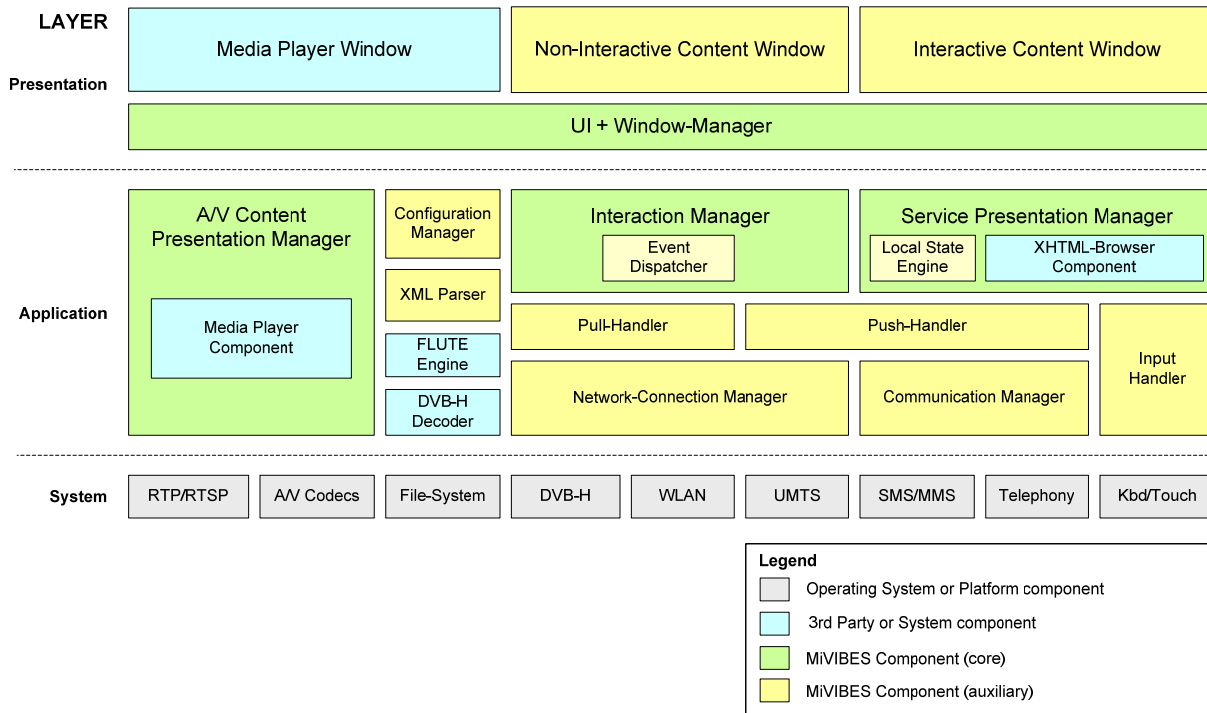 LAYER
Presentation
Media Player Window
Non-Interactive Content Window
Interactive Content Window
UI + Window-Manager
Application
A/V Content
Presentation Manager
Media Player
Component
Configuration
Manager
XML Parser
FLUTE
Engine
DVB-H
Decoder
Interaction Manager
Event
Dispatcher
Service Presentation Manager
Local State
Engine
XHTML-Browser
Component
Pull-Handler
Push-Handler
Network-Connection Manager
Communication Manager
Input
Handler
System
RTP/RTSP
A/V Codecs
File-System
DVB-H
WLAN
UMTS
SMS/MMS
Telephony
Kbd/Touch
Legend
Operating System or Platform component
3rd Party or System component
MiVIBES Component (core)
MiVIBES Component (auxiliary)